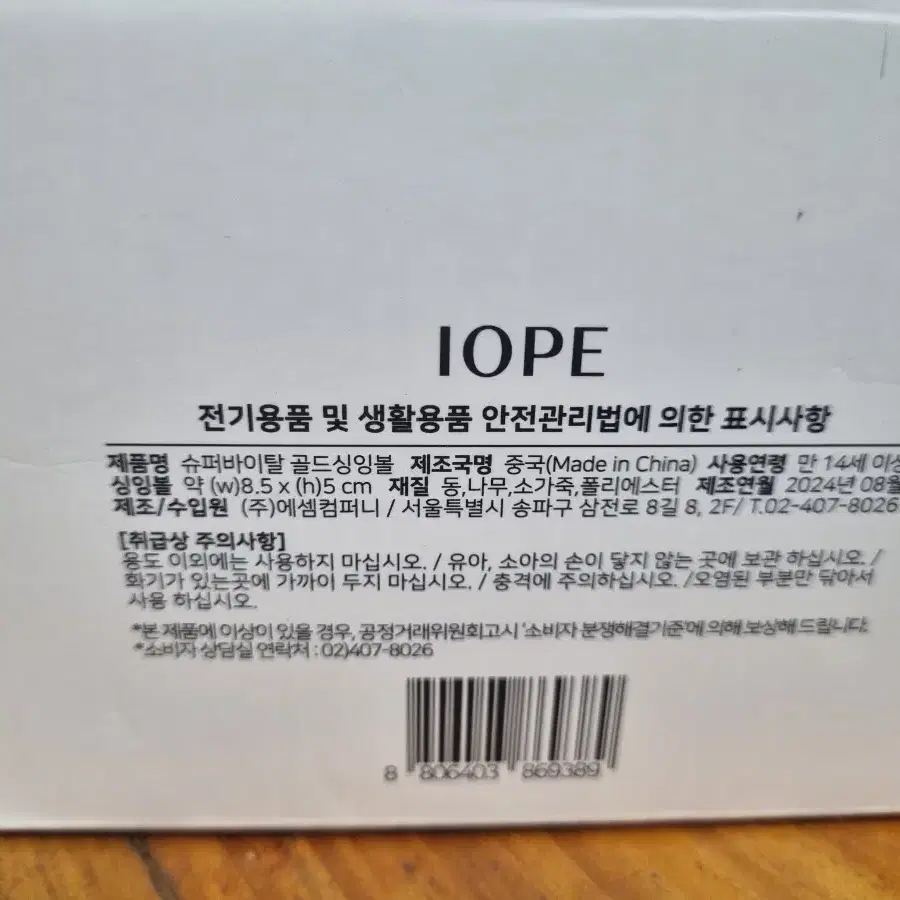 IOPE
전기용품 및 생활용품 안전관리법에 의한 표시사항
제품명 슈퍼바이탈 골드싱잉볼 제조국명 중국(Made in China) 사용연령 만 14세 이상
싱잉볼 약 (w)8.5 x (h)5 cm 재질 동,나무,소가죽,폴리에스터 제조연월 2024년 08월
제조/수입원 (주)에셈컴퍼니 / 서울특별시 송파구 삼전로 8길 8, 2F/ T.02-407-8026
[취급상 주의사항]
용도 이외에는 사용하지 마십시오. / 유아, 소아의 손이 닿지 않는 곳에 보관 하십시오. /
화기가 있는곳에 가까이 두지 마십시오. / 충격에 주의하십시오. /오염된 부분만 닦아서
사용 하십시오.
*본 제품에 이상이 있을 경우, 공정거래위원회고시 '소비자 분쟁해결기준'에 의해 보상해 드립니다.
*소비자 상담실 연락처 : 02)407-8026
8 806403 869389